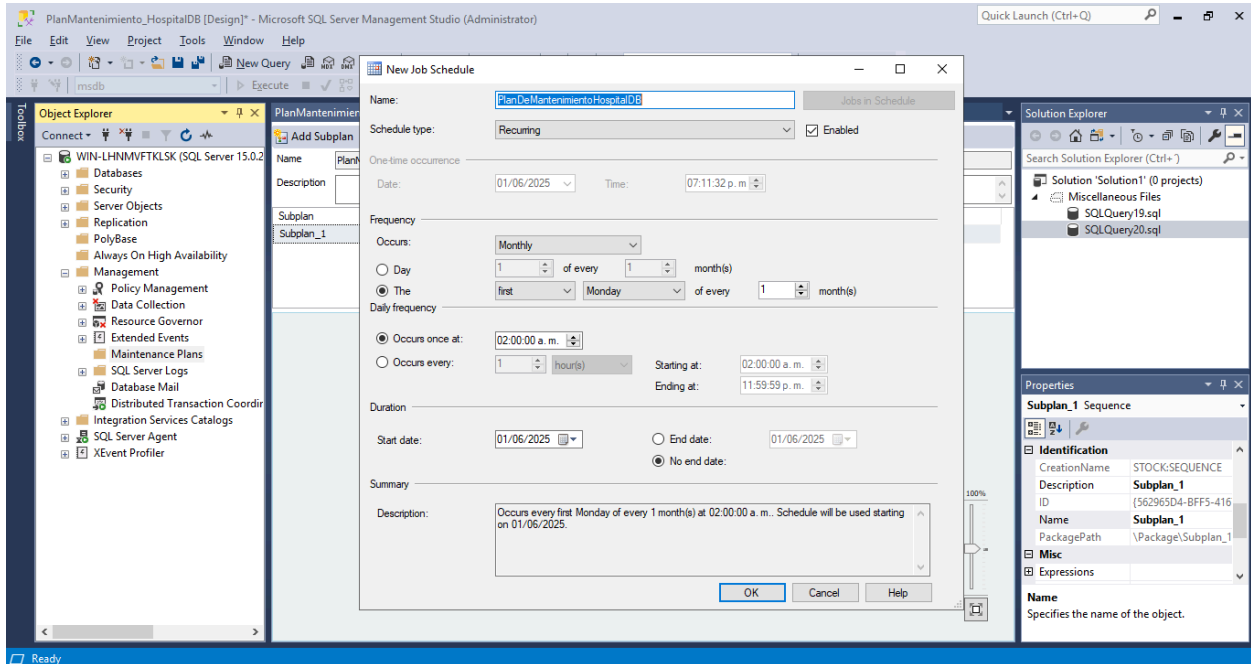 PlanMantenimiento_HospitalDB [Design]* - Microsoft SQL Server Management Studio (Administrator)
Quick Launch (Ctrl+Q)
File Edit View Project Tools Window Help
New Query
msdb
Execute
Toolbox
Object Explorer
Connect
WIN-LHNMVFTKLSK (SQL Server 15.0.2
Databases
Security
Server Objects
Replication
PolyBase
Always On High Availability
Management
Policy Management
Data Collection
Resource Governor
Extended Events
Maintenance Plans
SQL Server Logs
Database Mail
Distributed Transaction Coordin
Integration Services Catalogs
SQL Server Agent
XEvent Profiler
PlanMantenimien
Add Subplan
Name
PlanM
Description
Subplan
Subplan_1
New Job Schedule
Name:
PlanDeMantenimientoHospitalDB
Jobs in Schedule
Schedule type:
Recurring
Enabled
One-time occurrence
Date:
01/06/2025
Time:
07:11:32 p. m
Frequency
Occurs:
Monthly
Day
1
of every
1
month(s)
The
first
Monday
of every
1
month(s)
Daily frequency
Occurs once at:
02:00:00 a. m.
Occurs every:
1
hour(s)
Starting at:
02:00:00 a. m.
Ending at:
11:59:59 p. m.
Duration
Start date:
01/06/2025
End date:
01/06/2025
No end date:
Summary
Description:
Occurs every first Monday of every 1 month(s) at 02:00:00 a. m.. Schedule will be used starting
on 01/06/2025.
OK
Cancel
Help
100%
Solution Explorer
Search Solution Explorer (Ctrl+´)
Solution 'Solution1' (0 projects)
Miscellaneous Files
SQLQuery19.sql
SQLQuery20.sql
Properties
Subplan_1 Sequence
Identification
CreationName STOCK:SEQUENCE
Description Subplan_1
ID {562965D4-BFF5-416
Name Subplan_1
PackagePath \Package\Subplan_1
Misc
Expressions
Name
Specifies the name of the object.
Ready